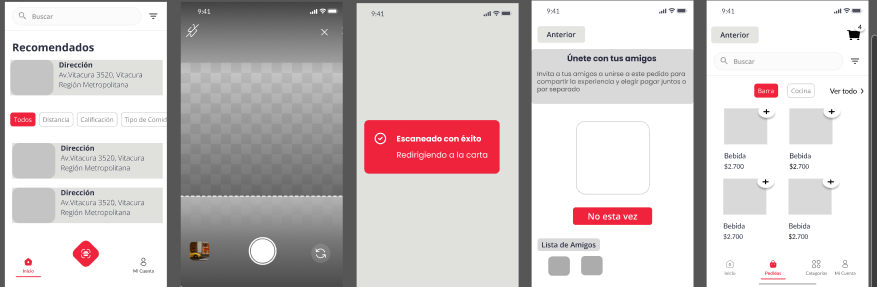 Buscar
Recomendados
Dirección
Av.Vitacura 3520, Vitacura
Región Metropolitana
Todos
Distancia
Calificación
Tipo de Comid
Dirección
Av.Vitacura 3520, Vitacura
Región Metropolitana
Dirección
Av.Vitacura 3520, Vitacura
Región Metropolitana
Inicio
Mi Cuenta
9:41
9:41
Escaneado con éxito
Redirigiendo a la carta
9:41
Anterior
Únete con tus amigos
Invita a tus amigos a unirse a este pedido para
compartir la experiencia y elegir pagar juntos o
por separado
No esta vez
Lista de Amigos
9:41
Anterior
4
Buscar
Barra
Cocina
Ver todo
Bebida
$2.700
Bebida
$2.700
Bebida
$2.700
Bebida
$2.700
Inicio
Pedidos
Categorías
Mi Cuenta